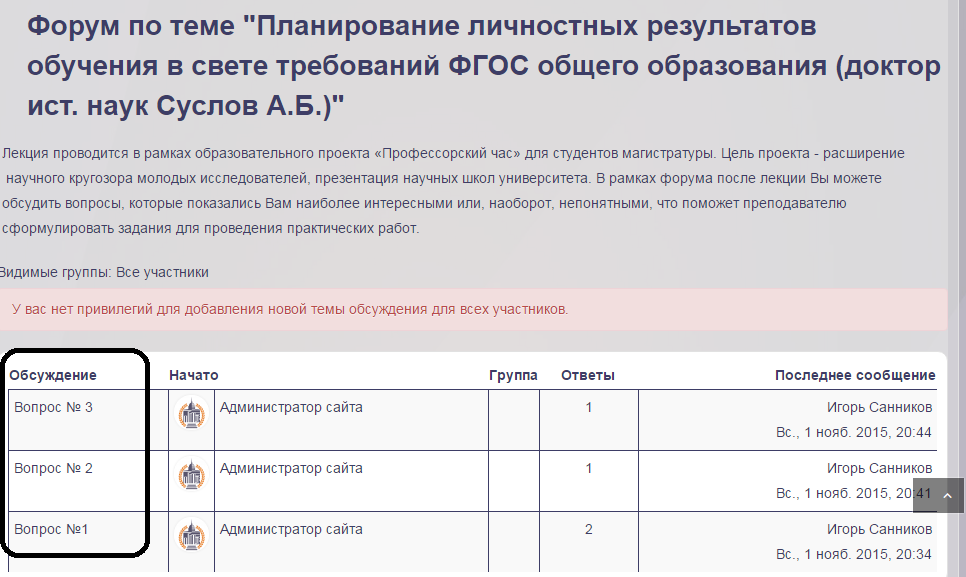 Форум по теме "Планирование личностных результатов
обучения в свете требований ФГОС общего образования (доктор
ист. наук Суслов А.Б.)"
Лекция проводится в рамках образовательного проекта «Профессорский час» для студентов магистратуры. Цель проекта - расширение
научного кругозора молодых исследователей, презентация научных школ университета. В рамках форума после лекции Вы можете
обсудить вопросы, которые показались Вам наиболее интересными или, наоборот, непонятными, что поможет преподавателю
сформулировать задания для проведения практических работ.
Видимые группы: Все участники
У вас нет привилегий для добавления новой темы обсуждения для всех участников.
Обсуждение Начато Группа Ответы Последнее сообщение
Вопрос № 3 Администратор сайта 1 Игорь Санников
Вс., 1 нояб. 2015, 20:44
Вопрос № 2 Администратор сайта 1 Игорь Санников
Вс., 1 нояб. 2015, 20:41
Вопрос №1 Администратор сайта 2 Игорь Санников
Вс., 1 нояб. 2015, 20:34